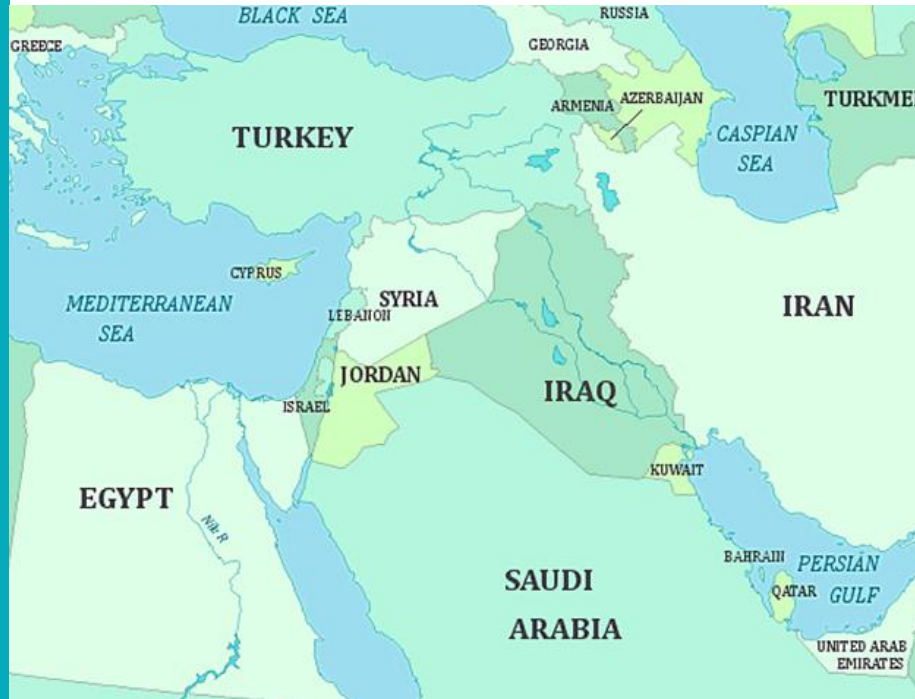 BLACK SEA
RUSSIA
GREECE
GEORGIA
ARMENIA
AZERBAIJAN
TURKMEN
TURKEY
CASPIAN
SEA
CYPRUS
SYRIA
MEDITERRANEAN
SEA
LEBANON
IRAN
JORDAN
IRAQ
ISRAEL
KUWAIT
EGYPT
Nile R
BAHRAIN
PERSIAN
GULF
QATAR
SAUDI
ARABIA
UNITED ARAB
EMIRATES